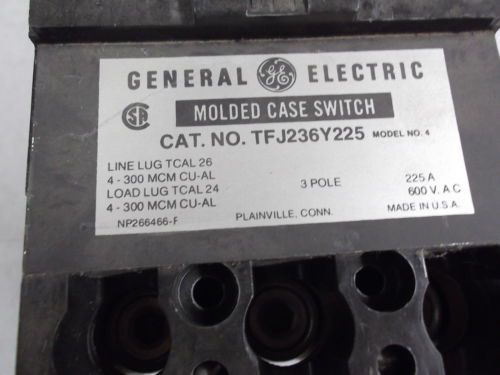 GENERAL GE ELECTRIC
SA MOLDED CASE SWITCH
CAT. NO. TFJ236Y225 MODEL NO. 4
LINE LUG TCAL 26
4 - 300 MCM CU-AL
LOAD LUG TCAL 24
4 - 300 MCM CU-AL
3 POLE
225 A
600 V. A C
NP266466-F PLAINVILLE, CONN. MADE IN U.S.A.